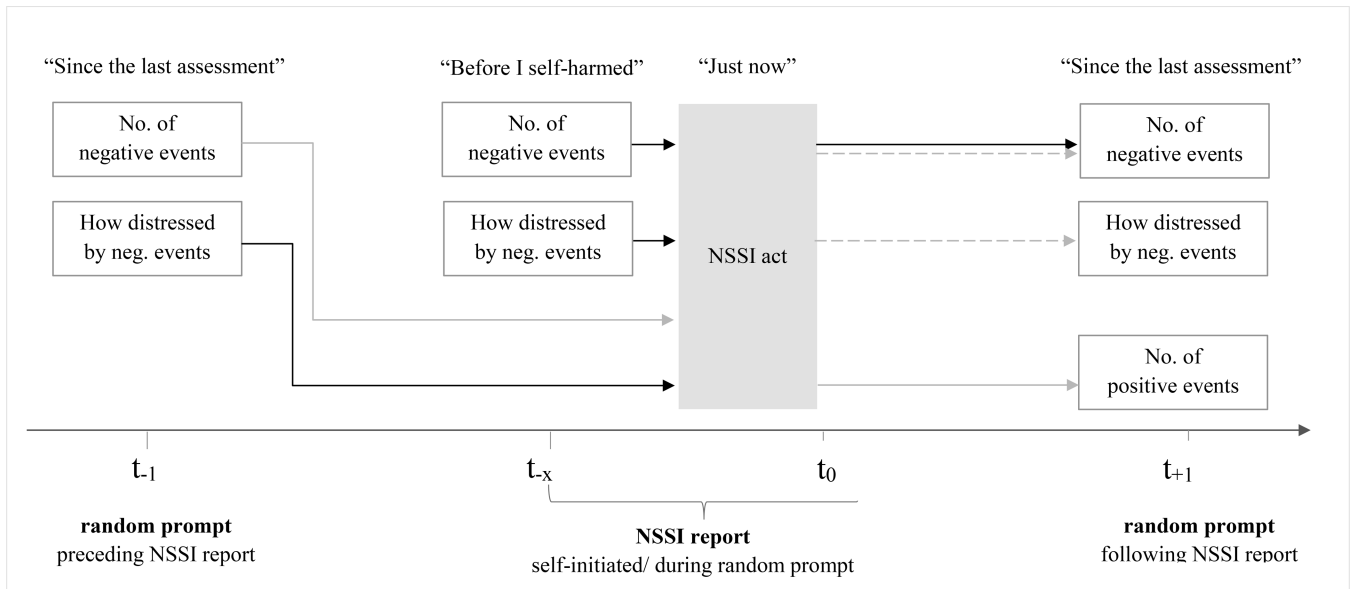 “Since the last assessment”
“Before I self-harmed”
“Just now”
“Since the last assessment”
No. of
negative events
No. of
negative events
No. of
negative events
How distressed
by neg. events
How distressed
by neg. events
NSSI act
How distressed
by neg. events
No. of
positive events
t-1
t-x
t0
t+1
random prompt
preceding NSSI report
NSSI report
self-initiated/ during random prompt
random prompt
following NSSI report